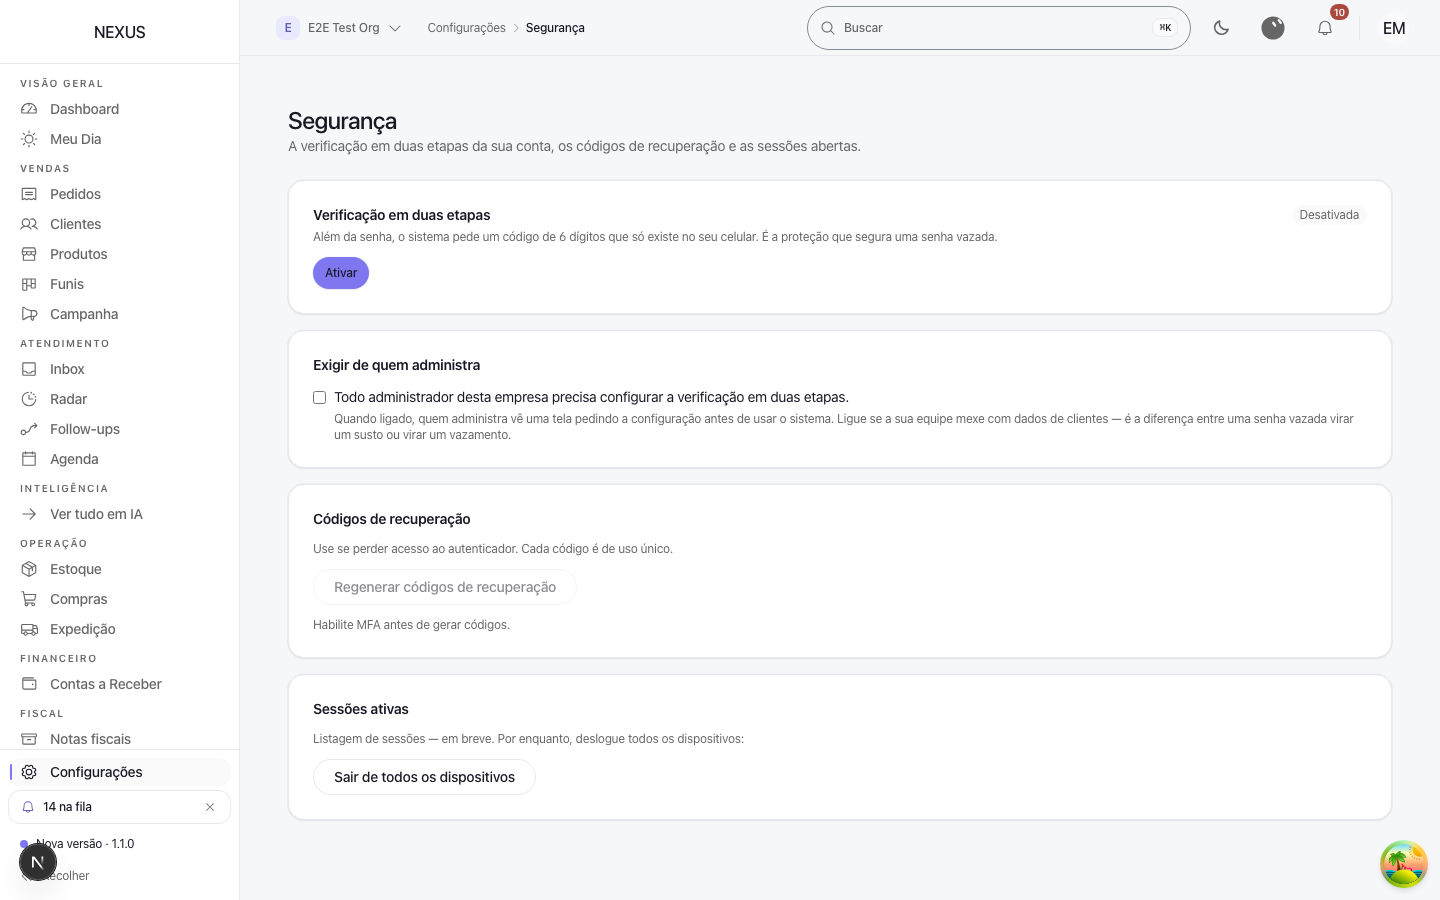 NEXUS
E
E2E Test Org
Configurações
Segurança
Buscar
⌘K
10
EM
VISÃO GERAL
Dashboard
Meu Dia
VENDAS
Pedidos
Clientes
Produtos
Funis
Campanha
ATENDIMENTO
Inbox
Radar
Follow-ups
Agenda
INTELIGÊNCIA
Ver tudo em IA
OPERAÇÃO
Estoque
Compras
Expedição
FINANCEIRO
Contas a Receber
FISCAL
Notas fiscais
Configurações
14 na fila
Nova versão · 1.1.0
N
Segurança
A verificação em duas etapas da sua conta, os códigos de recuperação e as sessões abertas.
Verificação em duas etapas
Desativada
Além da senha, o sistema pede um código de 6 dígitos que só existe no seu celular. É a proteção que segura uma senha vazada.
Ativar
Exigir de quem administra
Todo administrador desta empresa precisa configurar a verificação em duas etapas.
Quando ligado, quem administra vê uma tela pedindo a configuração antes de usar o sistema. Ligue se a sua equipe mexe com dados de clientes — é a diferença entre uma senha vazada virar
um susto ou virar um vazamento.
Códigos de recuperação
Use se perder acesso ao autenticador. Cada código é de uso único.
Regenerar códigos de recuperação
Habilite MFA antes de gerar códigos.
Sessões ativas
Listagem de sessões — em breve. Por enquanto, deslogue todos os dispositivos:
Sair de todos os dispositivos